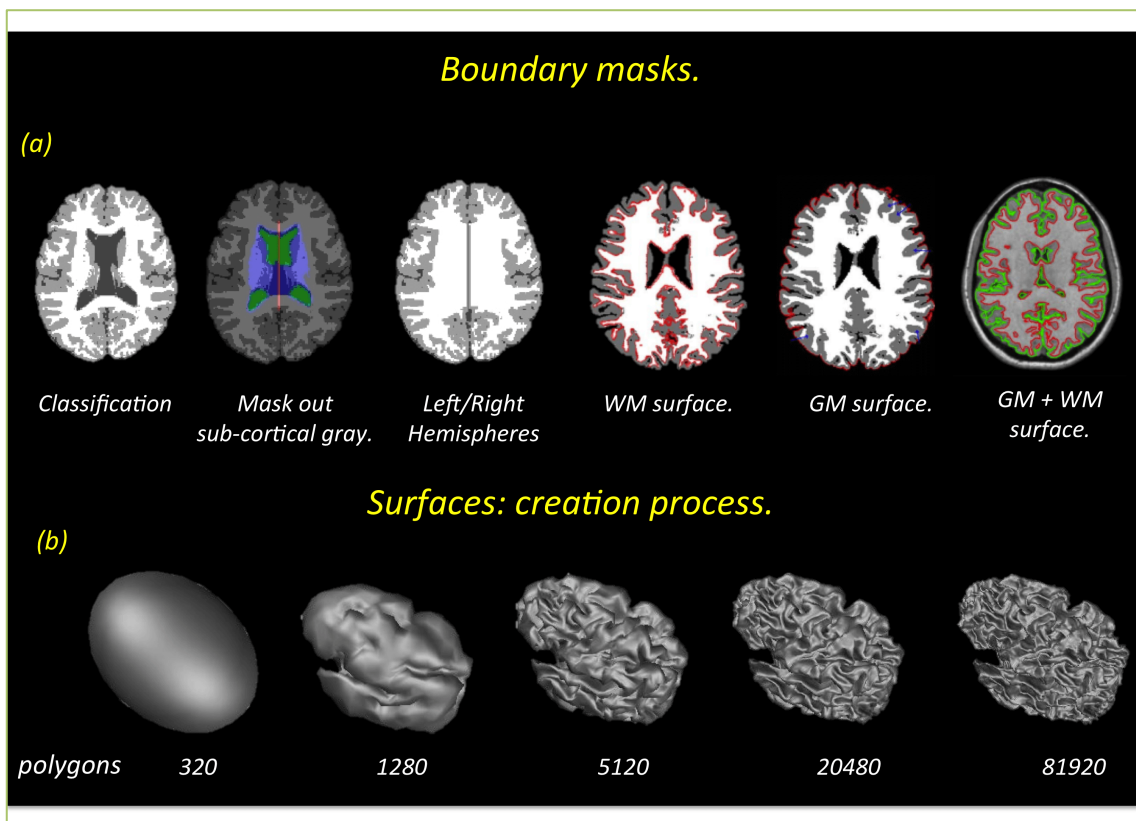 Boundary masks.
(a)
Classification
Mask out
sub-cortical gray.
Left/Right
Hemispheres
WM surface.
GM surface.
GM + WM
surface.
Surfaces: creation process.
(b)
polygons 320 1280 5120 20480 81920